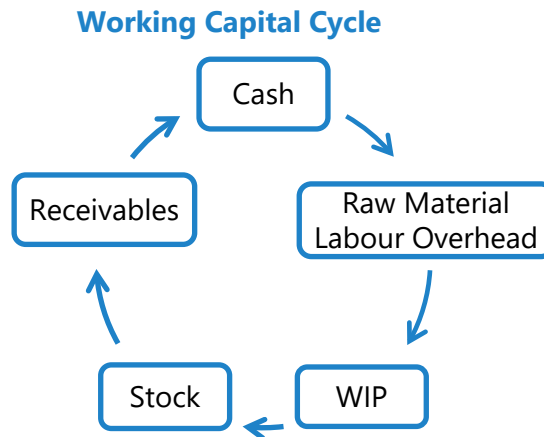 Working Capital Cycle
Cash
Raw Material
Labour Overhead
WIP
Stock
Receivables